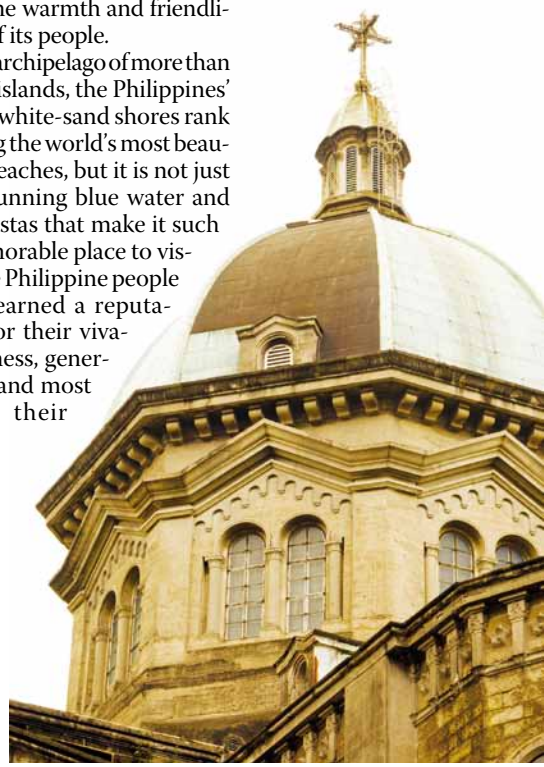 ne warmth and friendli-
f its people.
archipelago of more than
islands, the Philippines’
white-sand shores rank
g the world’s most beau-
eaches, but it is not just
unning blue water and
stas that make it such
norable place to vis-
e Philippine people
earned a reputa-
or their viva-
ness, gener-
and most
their